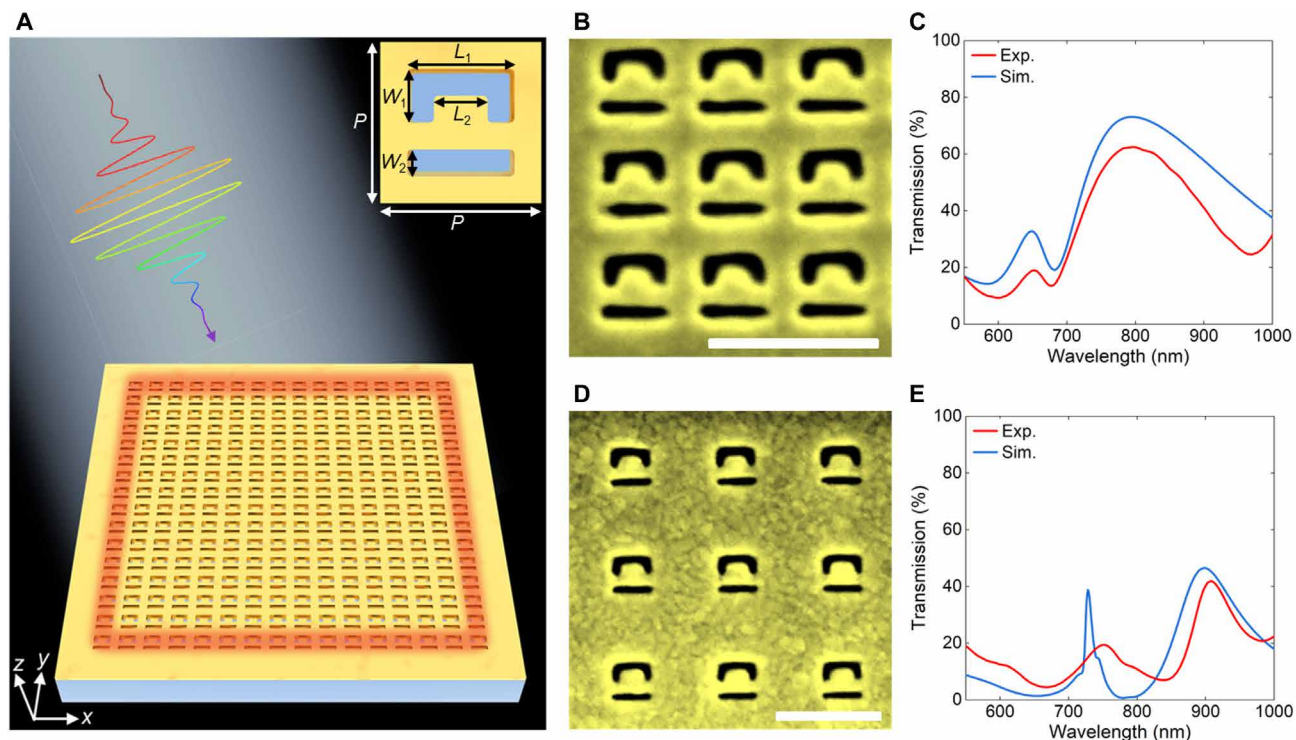 A
L1
W1
L2
P
W2
P
z
y
x
B
C
100
80
60
40
20
0
Transmission (%)
Exp.
Sim.
600 700 800 900 1000
Wavelength (nm)
D
E
100
80
60
40
20
0
Transmission (%)
Exp.
Sim.
600 700 800 900 1000
Wavelength (nm)